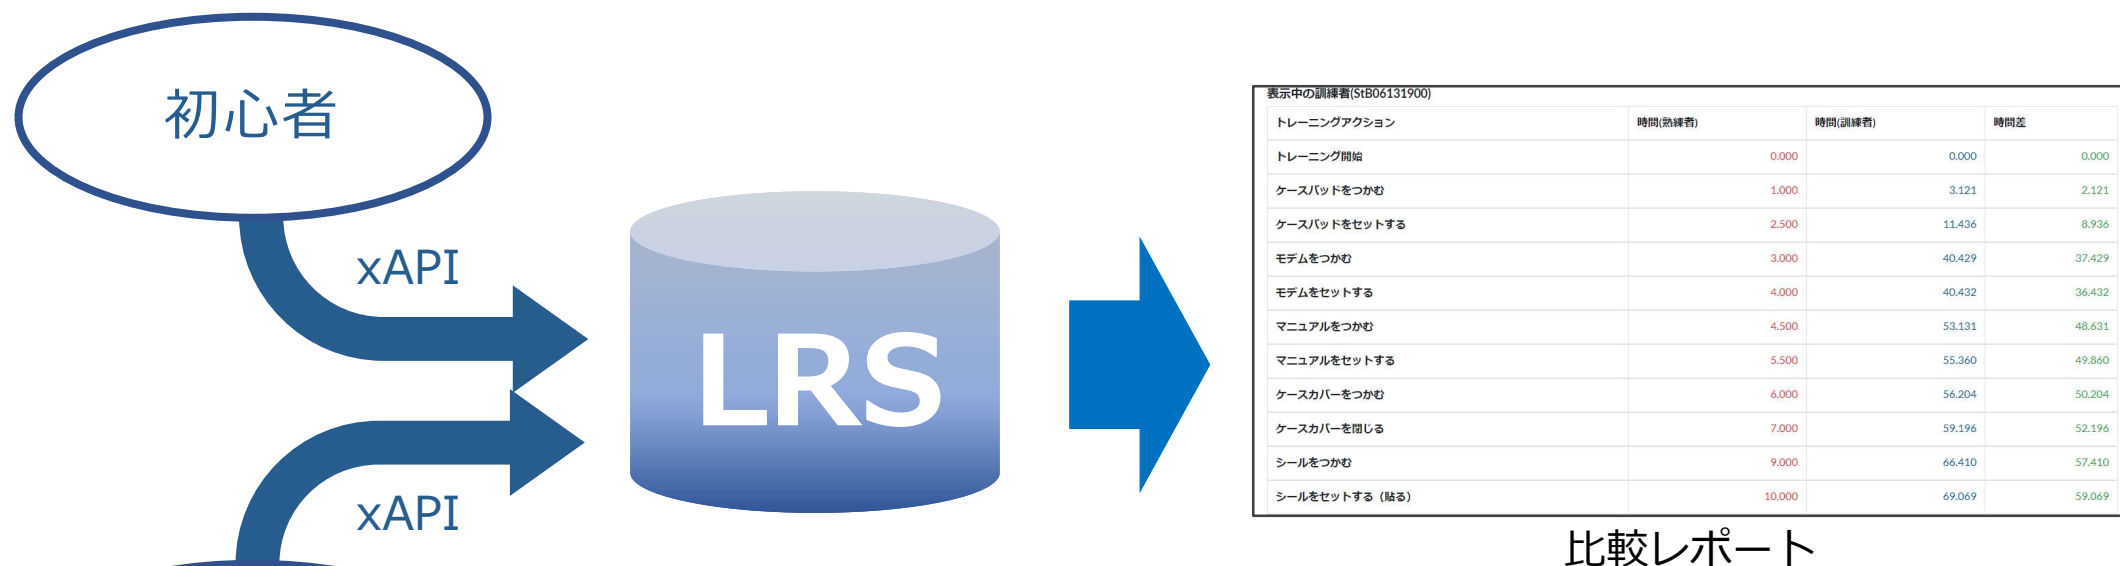 初心者
xAPI
xAPI
LRS
表示中の訓練者(StB06131900)
トレーニングアクション 時間(熟練者) 時間(訓練者) 時間差
トレーニング開始 0.000 0.000 0.000
ケースパッドをつかむ 1.000 3.121 2.121
ケースパッドをセットする 2.500 11.436 8.936
モデムをつかむ 3.000 40.429 37.429
モデムをセットする 4.000 40.432 36.432
マニュアルをつかむ 4.500 53.131 48.631
マニュアルをセットする 5.500 55.360 49.860
ケースカバーをつかむ 6.000 56.204 50.204
ケースカバーを閉じる 7.000 59.196 52.196
シールをつかむ 9.000 66.410 57.410
シールをセットする（貼る） 10.000 69.069 59.069
比較レポート